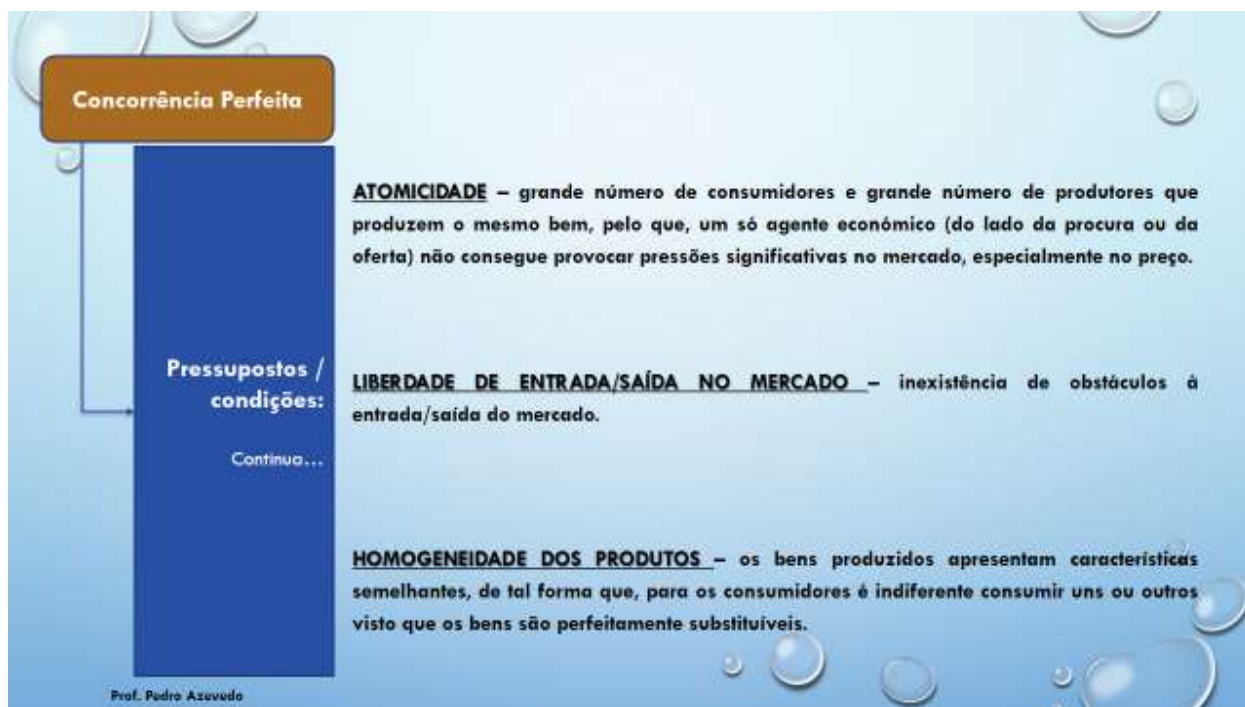 Concorrência Perfeita
ATOMICIDADE – grande número de consumidores e grande número de produtores que
produzem o mesmo bem, pelo que, um só agente económico (do lado da procura ou da
oferta) não consegue provocar pressões significativas no mercado, especialmente no preço.
Pressupostos /
condições:
Continua...
LIBERDADE DE ENTRADA/SAÍDA NO MERCADO – inexistência de obstáculos à
entrada/saída do mercado.
HOMOGENEIDADE DOS PRODUTOS – os bens produzidos apresentam características
semelhantes, de tal forma que, para os consumidores é indiferente consumir uns ou outros
visto que os bens são perfeitamente substituíveis.
Prof. Pedro Azevedo